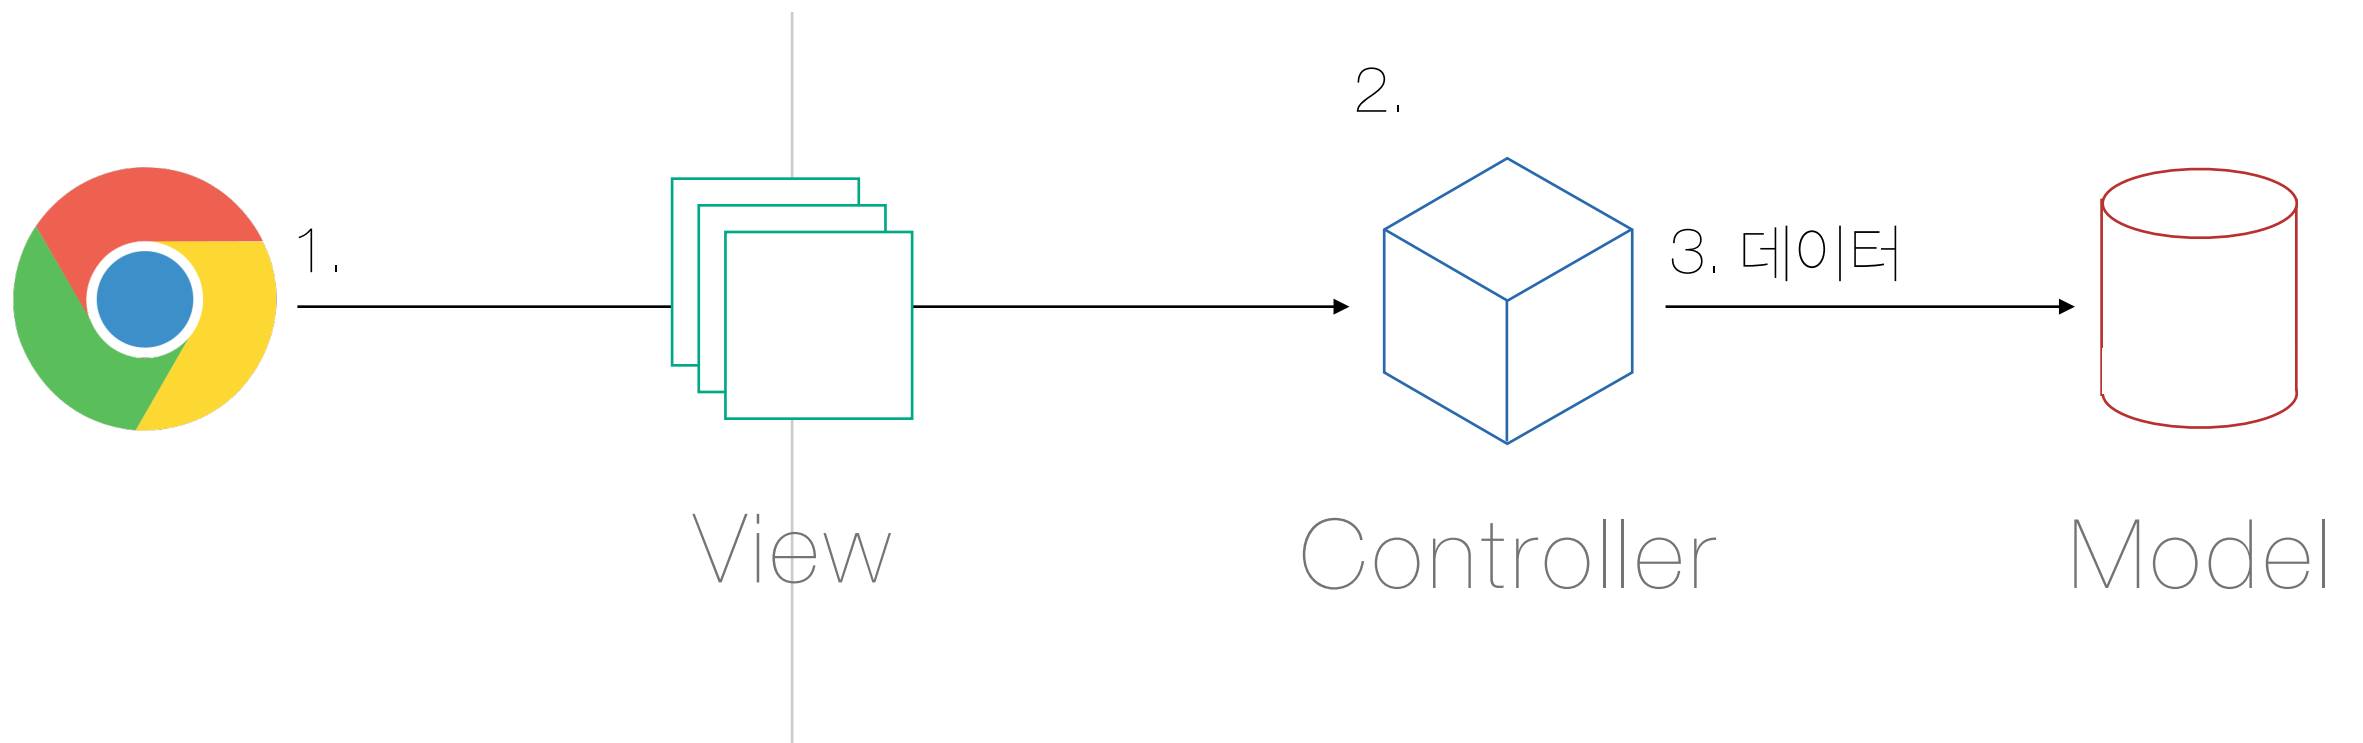 1.
2.
3. 데이터
View
Controller
Model